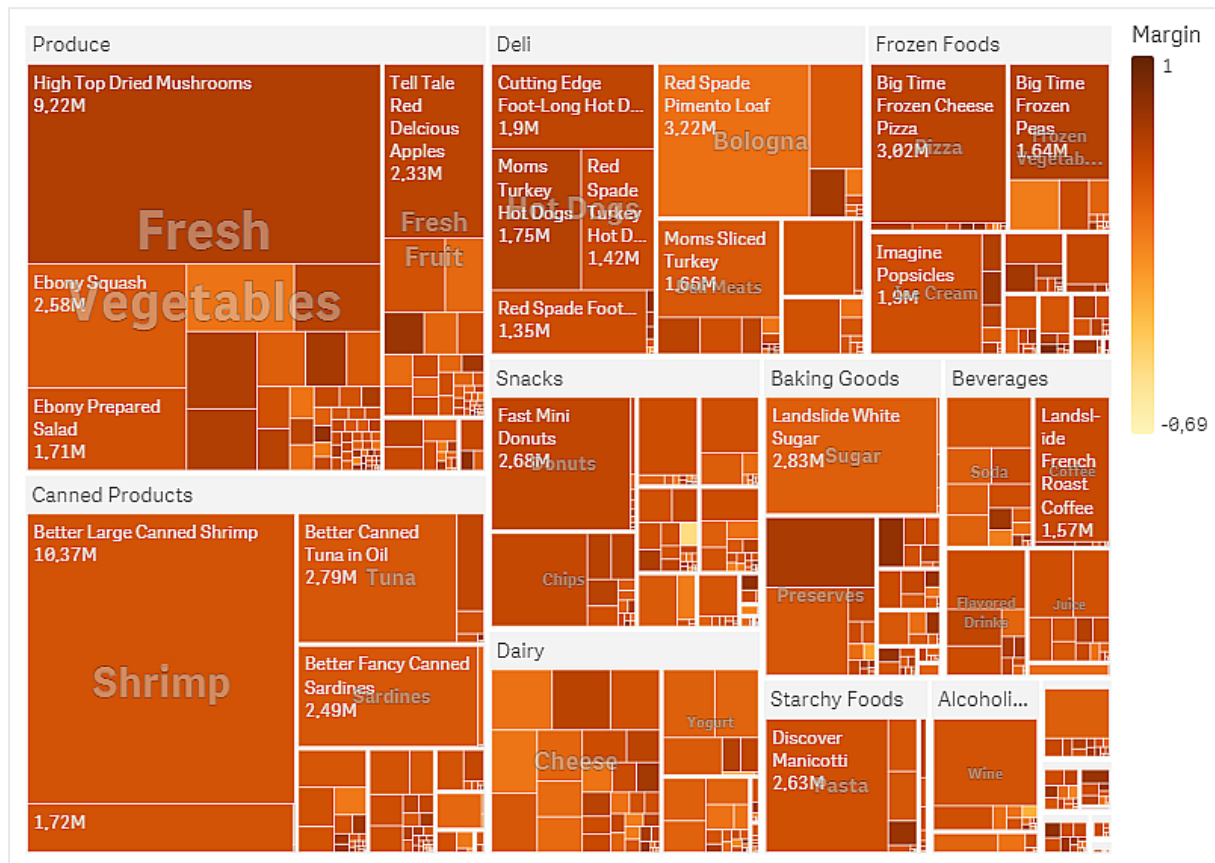 Produce
High Top Dried Mushrooms
9,22M
Fresh
Vegetables
Ebony Squash
2,58M
Ebony Prepared
Salad
1,71M
Tell Tale
Red
Delcious
Apples
2,33M
Fresh
Fruit
Deli
Cutting Edge
Foot-Long Hot D...
1,9M
Moms
Turkey
Hot Dogs
1,75M
Red
Spade
Turkey
Hot D...
1,42M
Hot Dogs
Red Spade Foot...
1,35M
Red Spade
Pimento Loaf
3,22M
Bologna
Moms Sliced
Turkey
1,66M
Deli Meats
Frozen Foods
Big Time
Frozen Cheese
Pizza
3,02M
Pizza
Big Time
Frozen
Peas
1,64M
Frozen
Vegetab...
Imagine
Popsicles
1,9M
Ice Cream
Margin
1
-0,69
Canned Products
Better Large Canned Shrimp
10,37M
Shrimp
1,72M
Better Canned
Tuna in Oil
2,79M
Tuna
Better Fancy Canned
Sardines
2,49M
Sardines
Snacks
Fast Mini
Donuts
2,68M
Donuts
Chips
Baking Goods
Landslide White
Sugar
2,83M
Sugar
Preserves
Beverages
Soda
Landsl-
ide
French
Roast
Coffee
1,57M
Coffee
Flavored
Drinks
Juice
Dairy
Cheese
Yogurt
Starchy Foods
Discover
Manicotti
2,63M
Pasta
Alcoholi...
Wine